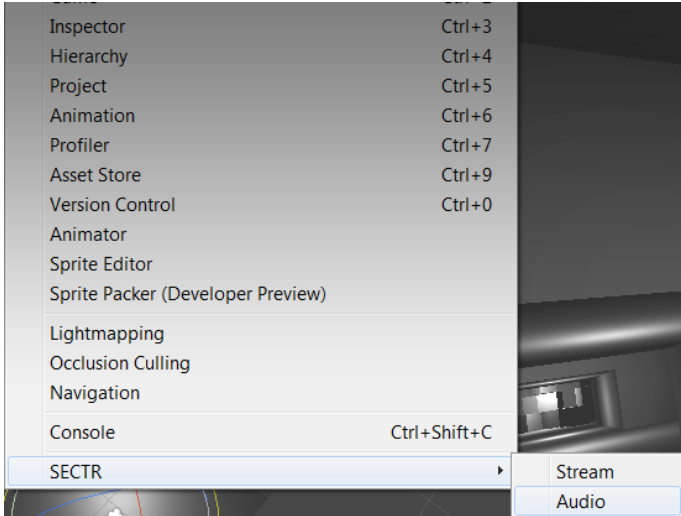 Inspector Ctrl+3
Hierarchy Ctrl+4
Project Ctrl+5
Animation Ctrl+6
Profiler Ctrl+7
Asset Store Ctrl+9
Version Control Ctrl+0
Animator
Sprite Editor
Sprite Packer (Developer Preview)
Lightmapping
Occlusion Culling
Navigation
Console Ctrl+Shift+C
SECTR
Stream
Audio